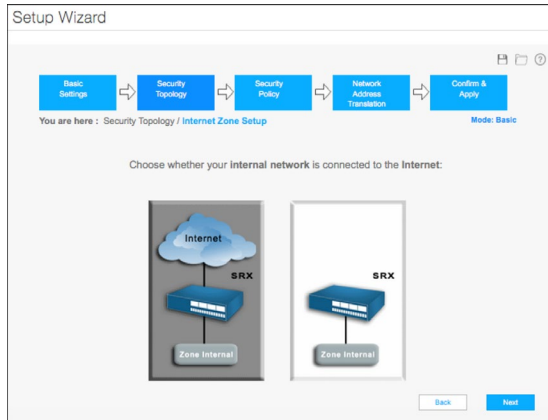 Setup Wizard
Basic Settings
Security Topology
Security Policy
Network Address Translation
Confirm & Apply
You are here : Security Topology / Internet Zone Setup
Mode: Basic
Choose whether your internal network is connected to the Internet:
Internet
SRX
Zone Internal
SRX
Zone Internal
Back
Next